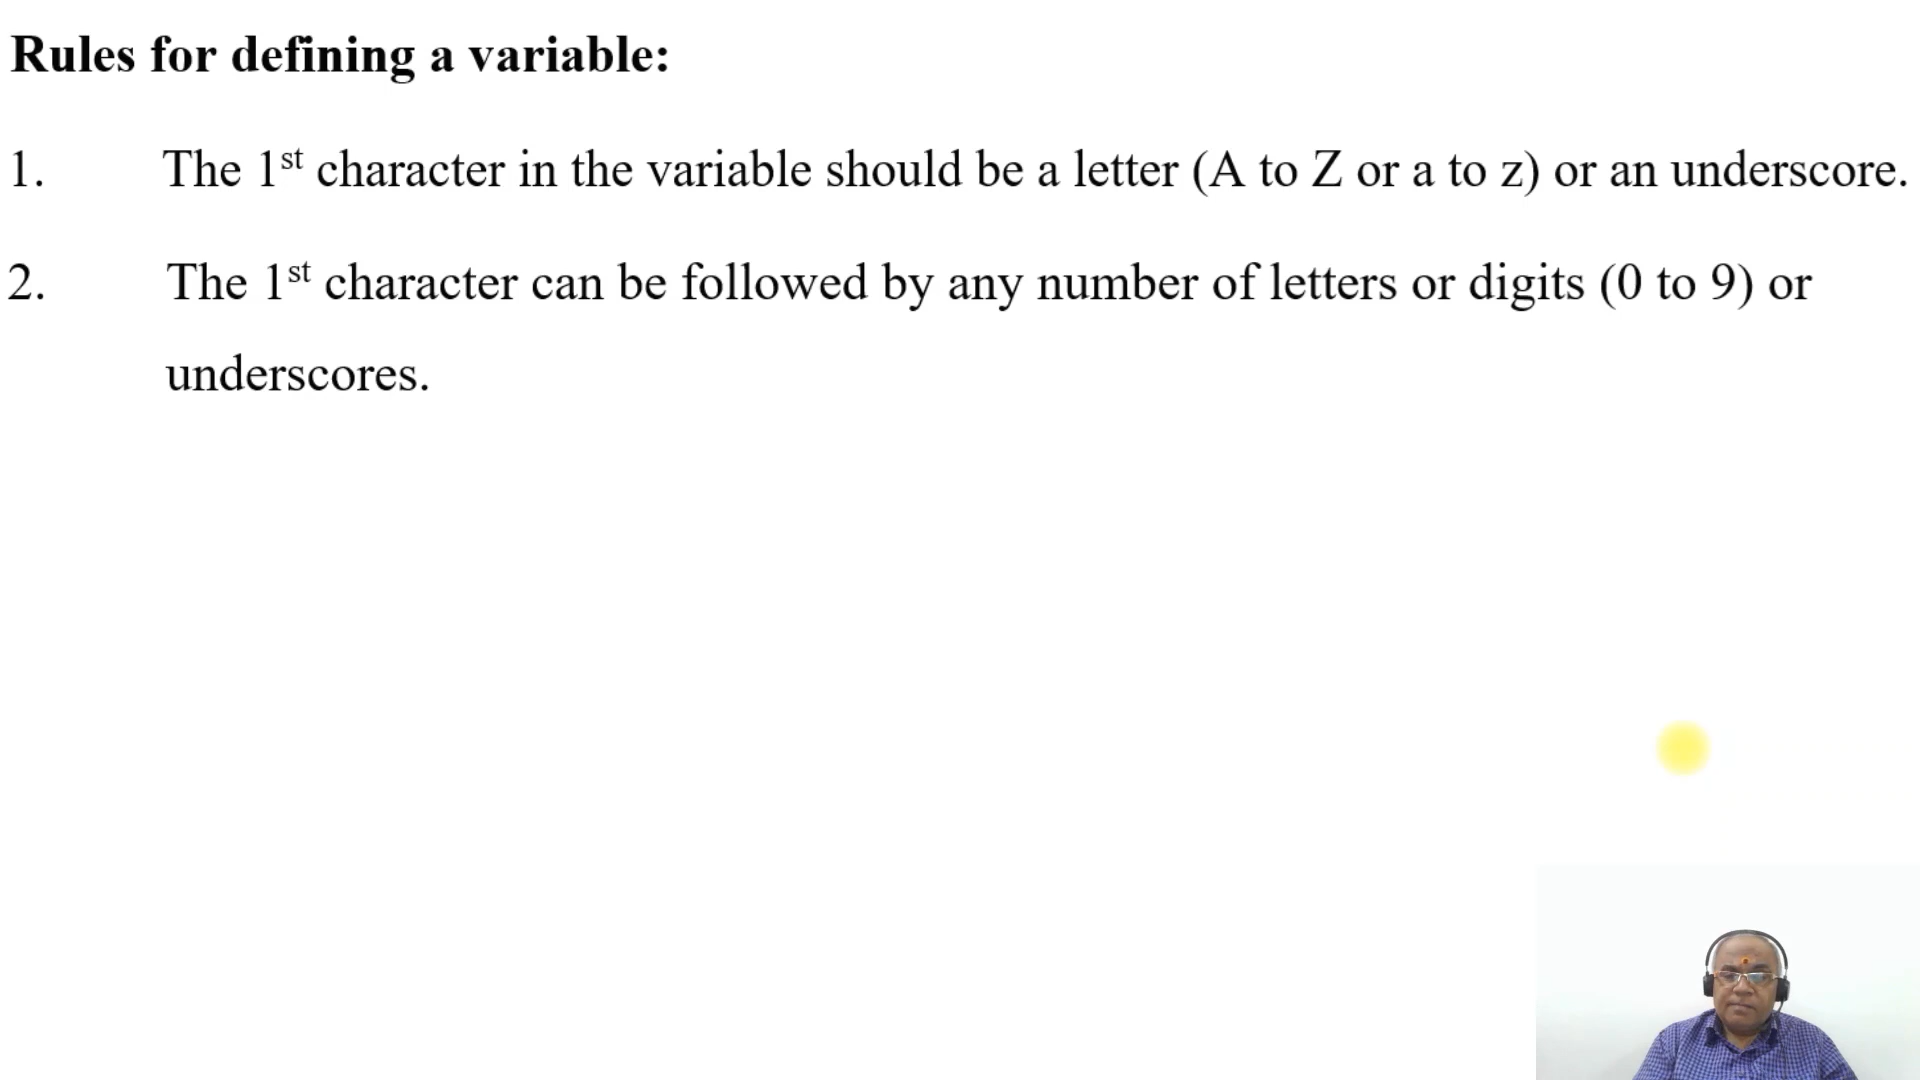 Rules for defining a variable:
1. The 1st character in the variable should be a letter (A to Z or a to z) or an underscore.
2. The 1st character can be followed by any number of letters or digits (0 to 9) or
underscores.